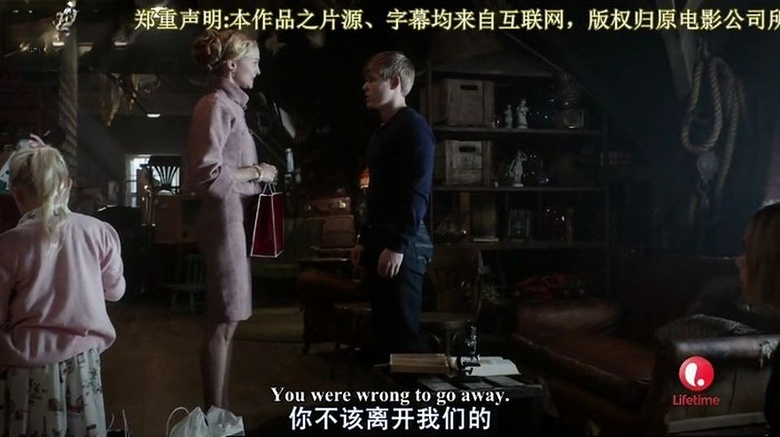 郑重声明:本作品之片源、字幕均来自互联网，版权归原电影公司所
You were wrong to go away.
你不该离开我们的
Lifetime